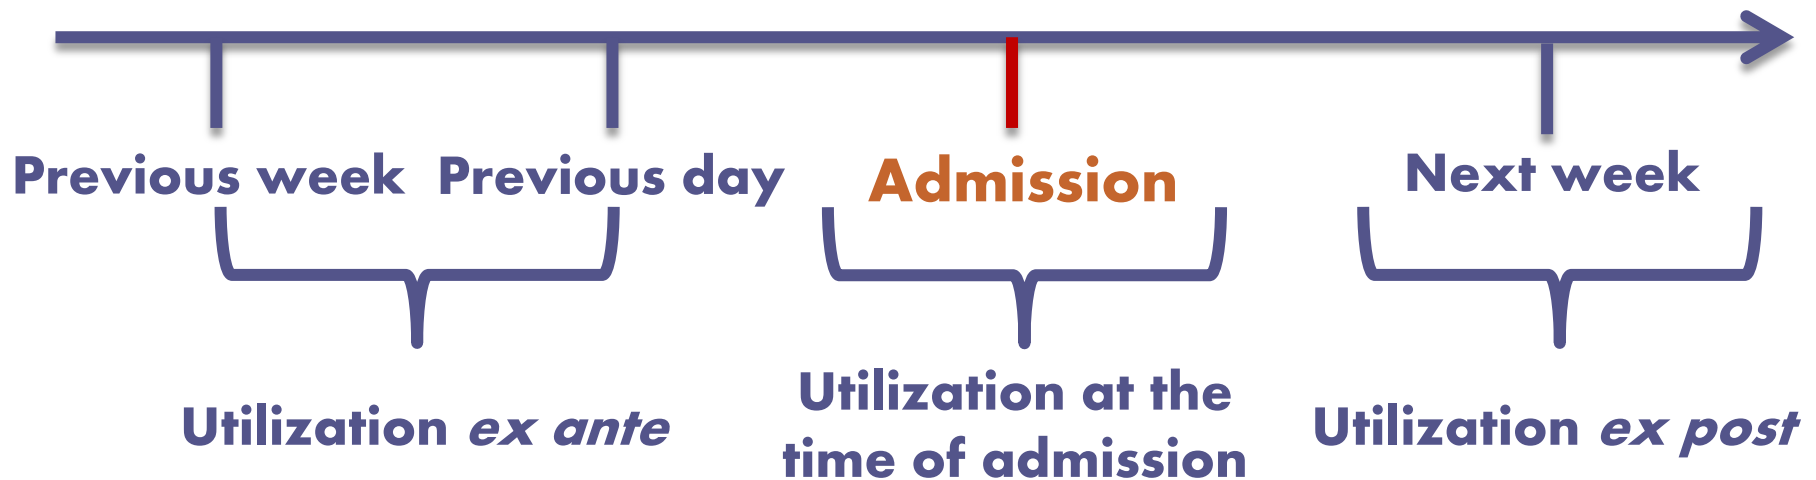 Previous week
Previous day
Admission
Next week
Utilization ex ante
Utilization at the
time of admission
Utilization ex post